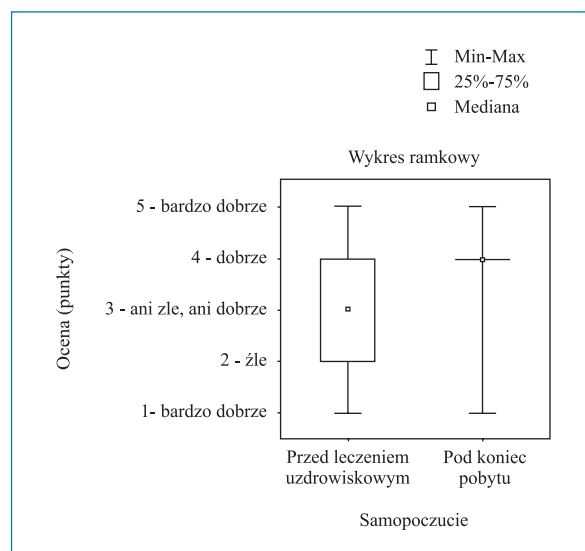 Min-Max
25%-75%
Mediana
Wykres ramkowy
Ocena (punkty)
5 - bardzo dobrze
4 - dobrze
3 - ani zle, ani dobrze
2 - źle
1- bardzo dobrze
Przed leczeniem
uzdrowiskowym
Pod koniec
pobytu
Samopoczucie